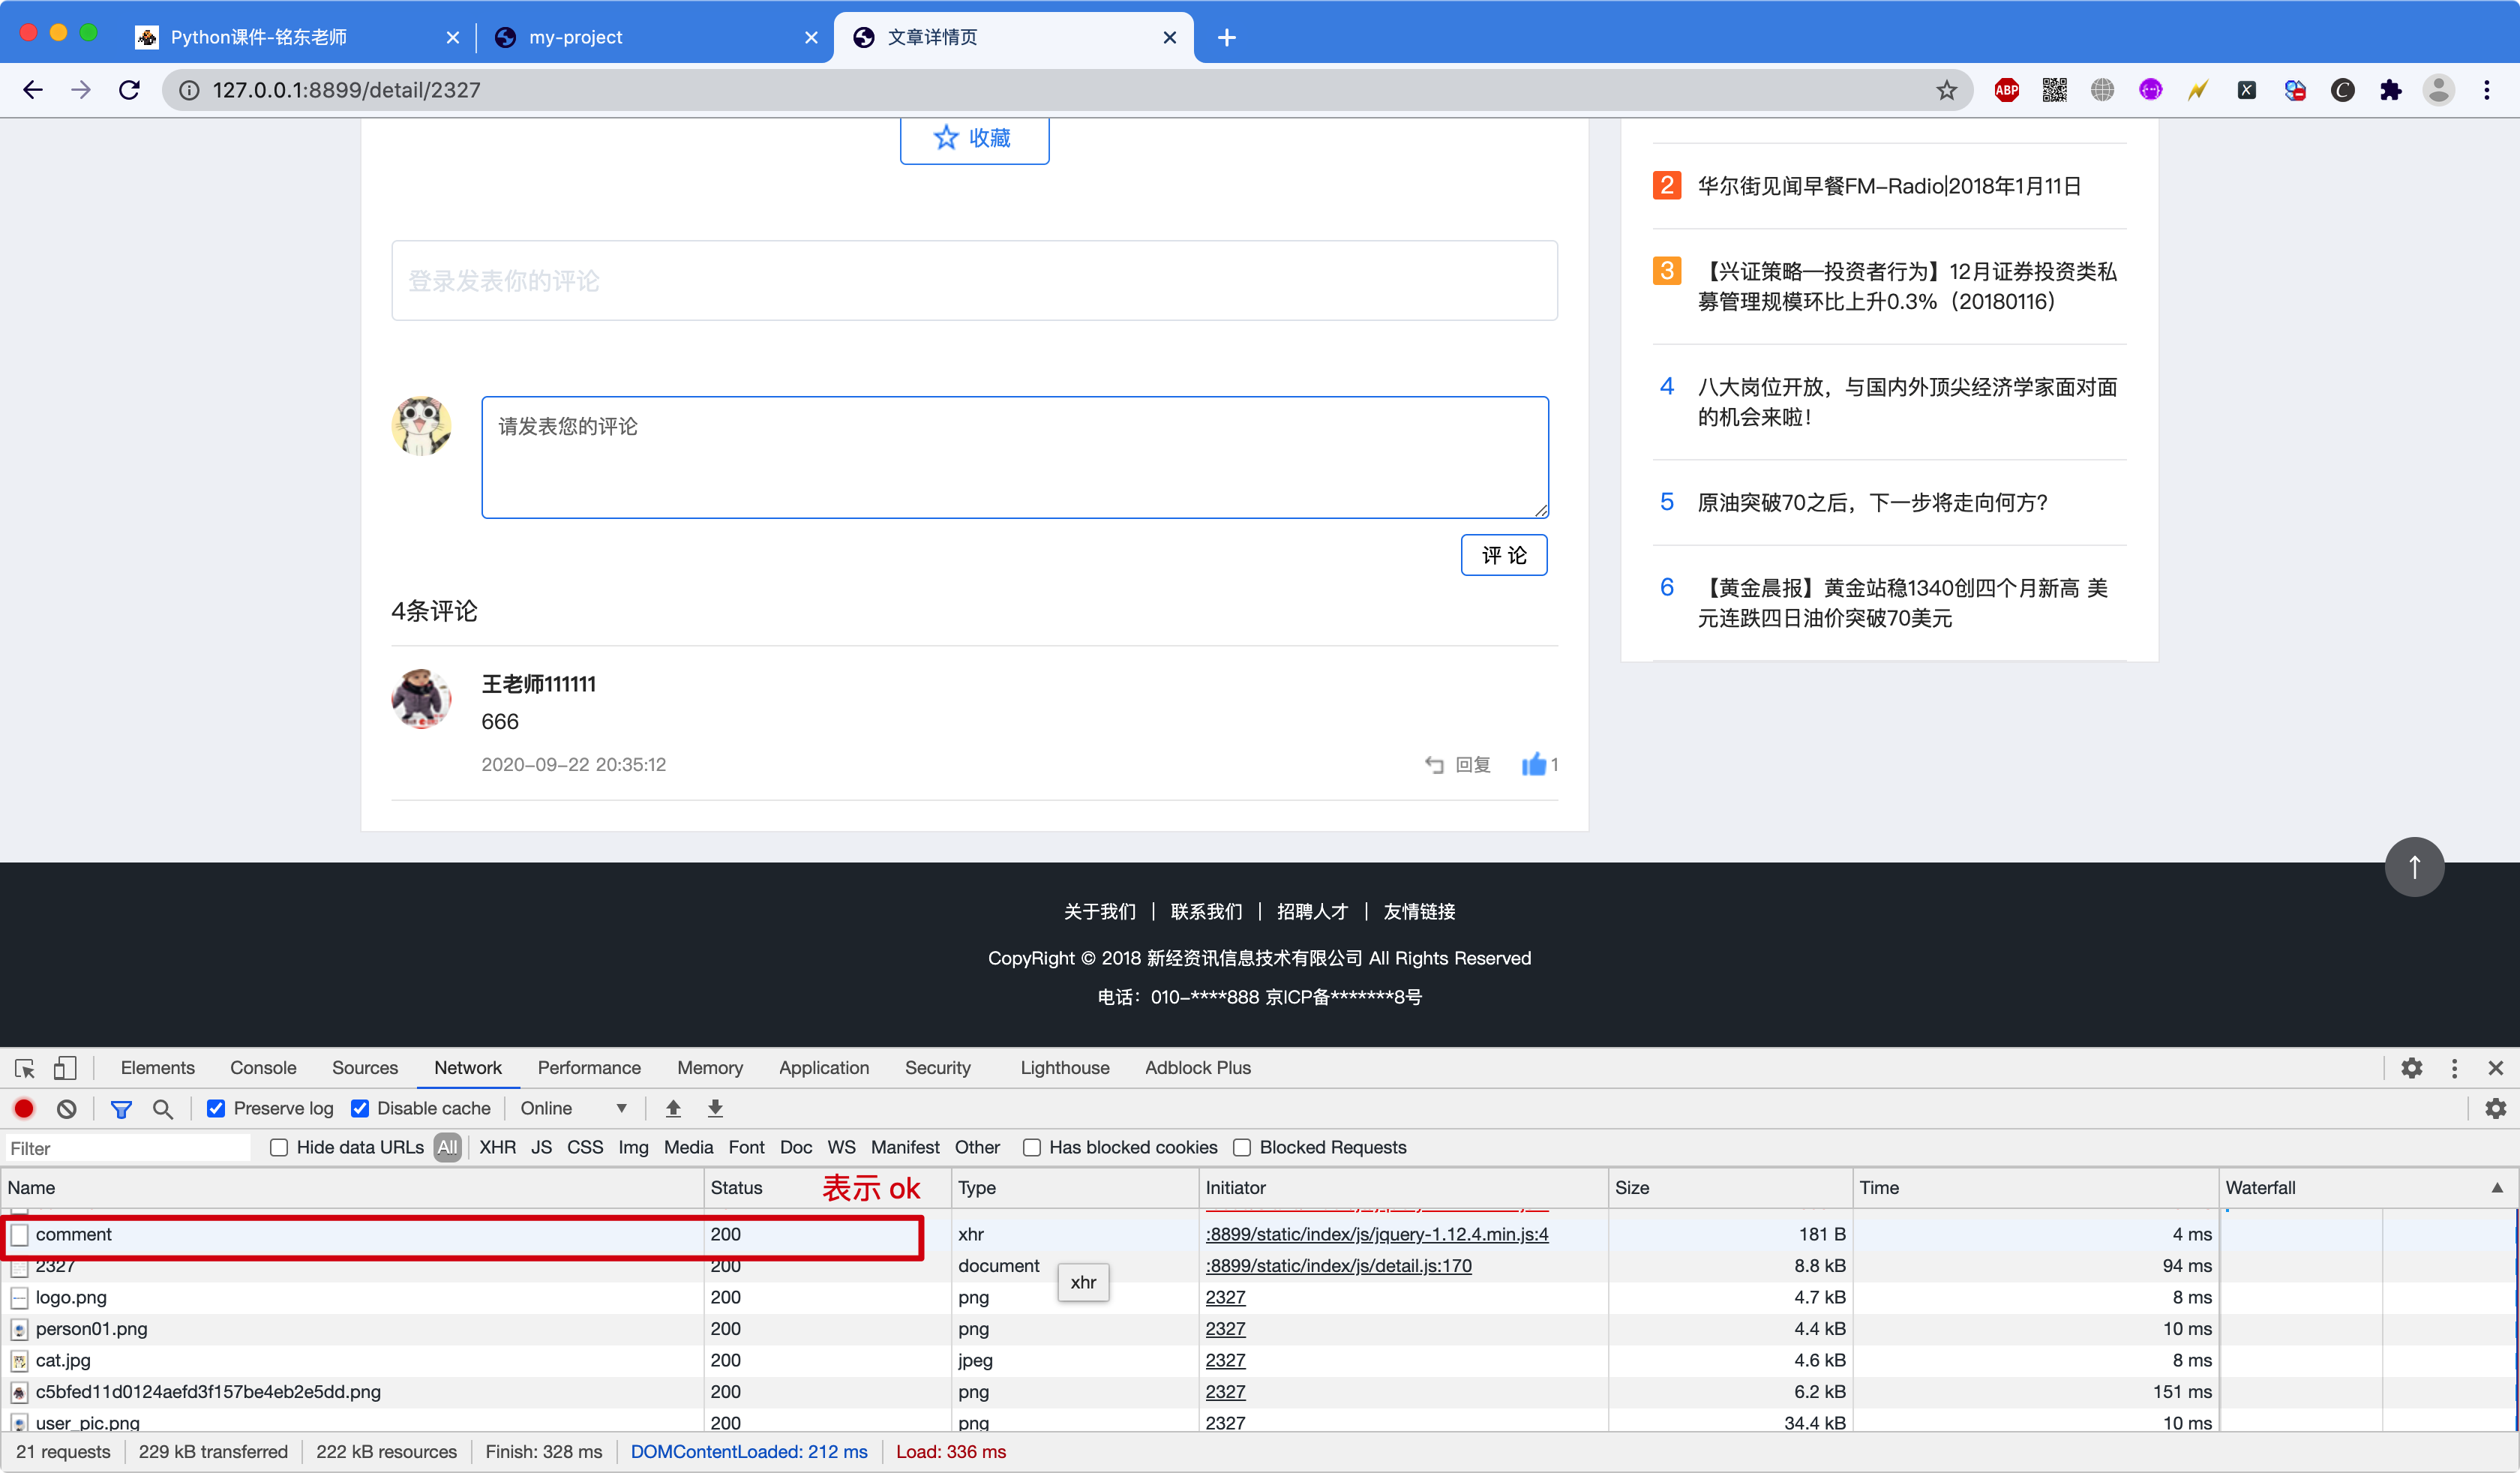 Python课件-铭东老师
my-project
文章详情页
127.0.0.1:8899/detail/2327
ABP
收藏
登录发表你的评论
请发表您的评论
评 论
4条评论
王老师111111
666
2020-09-22 20:35:12
回复
1
2 华尔街见闻早餐FM-Radio|2018年1月11日
3 【兴证策略—投资者行为】12月证券投资类私
募管理规模环比上升0.3%（20180116）
4 八大岗位开放，与国内外顶尖经济学家面对面
的机会来啦！
5 原油突破70之后，下一步将走向何方?
6 【黄金晨报】黄金站稳1340创四个月新高 美
元连跌四日油价突破70美元
关于我们 | 联系我们 | 招聘人才 | 友情链接
CopyRight © 2018 新经资讯信息技术有限公司 All Rights Reserved
电话：010-****888 京ICP备*******8号
Elements Console Sources Network Performance Memory Application Security Lighthouse Adblock Plus
Preserve log Disable cache Online
Filter Hide data URLs All XHR JS CSS Img Media Font Doc WS Manifest Other Has blocked cookies Blocked Requests
Name Status 表示 ok Type Initiator Size Time Waterfall
comment 200 xhr :8899/static/index/js/jquery-1.12.4.min.js:4 181 B 4 ms
2327 200 document :8899/static/index/js/detail.js:170 8.8 kB 94 ms
xhr
logo.png 200 png 2327 4.7 kB 8 ms
person01.png 200 png 2327 4.4 kB 10 ms
cat.jpg 200 jpeg 2327 4.6 kB 8 ms
c5bfed11d0124aefd3f157be4eb2e5dd.png 200 png 2327 6.2 kB 151 ms
user_pic.png 200 png 2327 34.4 kB 10 ms
21 requests 229 kB transferred 222 kB resources Finish: 328 ms DOMContentLoaded: 212 ms Load: 336 ms